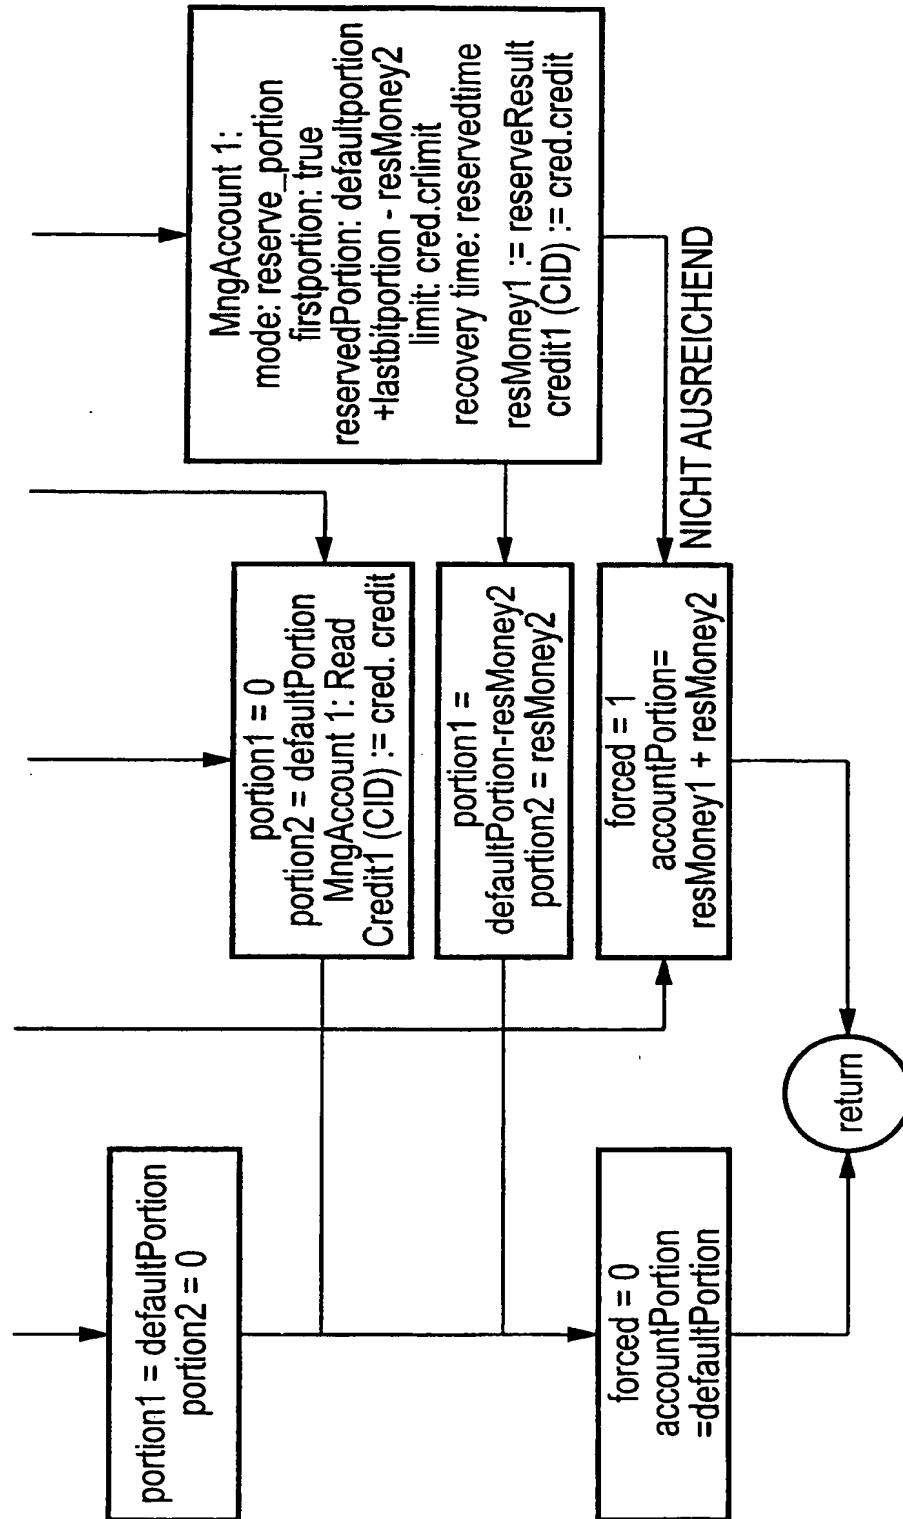 MngAccount 1:
mode: reserve_portion
firstportion: true
reservedPortion: defaultportion
+lastbitportion - resMoney2
limit: cred.crlimit
recovery time: reservedtime
resMoney1 := reserveResult
credit1 (CID) := cred.credit
portion1 = defaultPortion
portion2 = 0
portion1 = 0
portion2 = defaultPortion
MngAccount 1: Read
Credit1 (CID) := cred. credit
portion1 =
defaultPortion-resMoney2
portion2 = resMoney2
NICHT AUSREICHEND
forced = 0
accountPortion
=defaultPortion
forced = 1
accountPortion=
resMoney1 + resMoney2
return